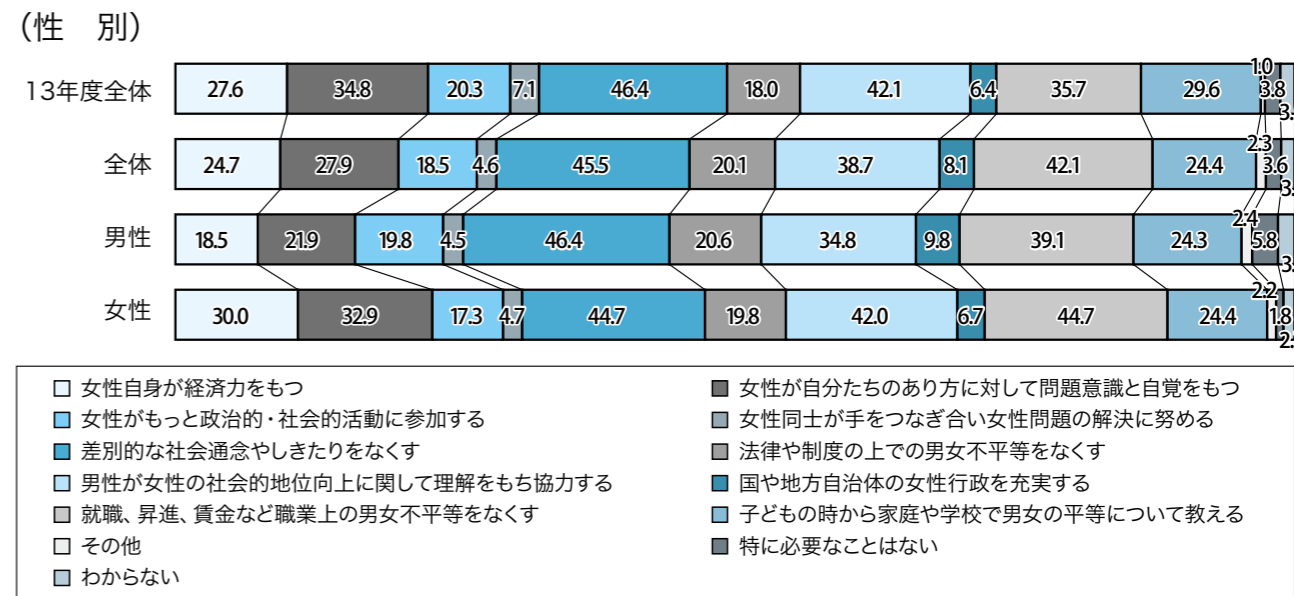 （性　別）
13年度全体 27.6 34.8 20.3 7.1 46.4 18.0 42.1 6.4 35.7 29.6 1.0 3.8 3.
全体 24.7 27.9 18.5 4.6 45.5 20.1 38.7 8.1 42.1 24.4 2.3 3.6 3.
男性 18.5 21.9 19.8 4.5 46.4 20.6 34.8 9.8 39.1 24.3 2.4 5.8 3.
女性 30.0 32.9 17.3 4.7 44.7 19.8 42.0 6.7 44.7 24.4 2.2 1.8 2.
女性自身が経済力をもつ 女性が自分たちのあり方に対して問題意識と自覚をもつ
女性がもっと政治的・社会的活動に参加する 女性同士が手をつなぎ合い女性問題の解決に努める
差別的な社会通念やしきたりをなくす 法律や制度の上での男女不平等をなくす
男性が女性の社会的地位向上に関して理解をもち協力する 国や地方自治体の女性行政を充実する
就職、昇進、賃金など職業上の男女不平等をなくす 子どもの時から家庭や学校で男女の平等について教える
その他 特に必要なことはない
わからない